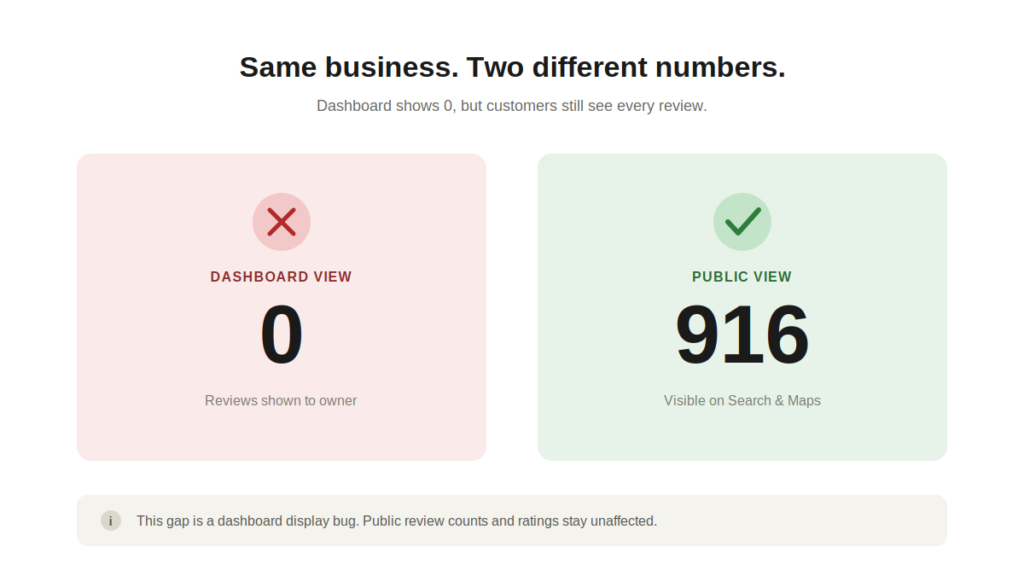 Same business. Two different numbers.
Dashboard shows 0, but customers still see every review.
DASHBOARD VIEW
0
Reviews shown to owner
PUBLIC VIEW
916
Visible on Search & Maps
i
This gap is a dashboard display bug. Public review counts and ratings stay unaffected.